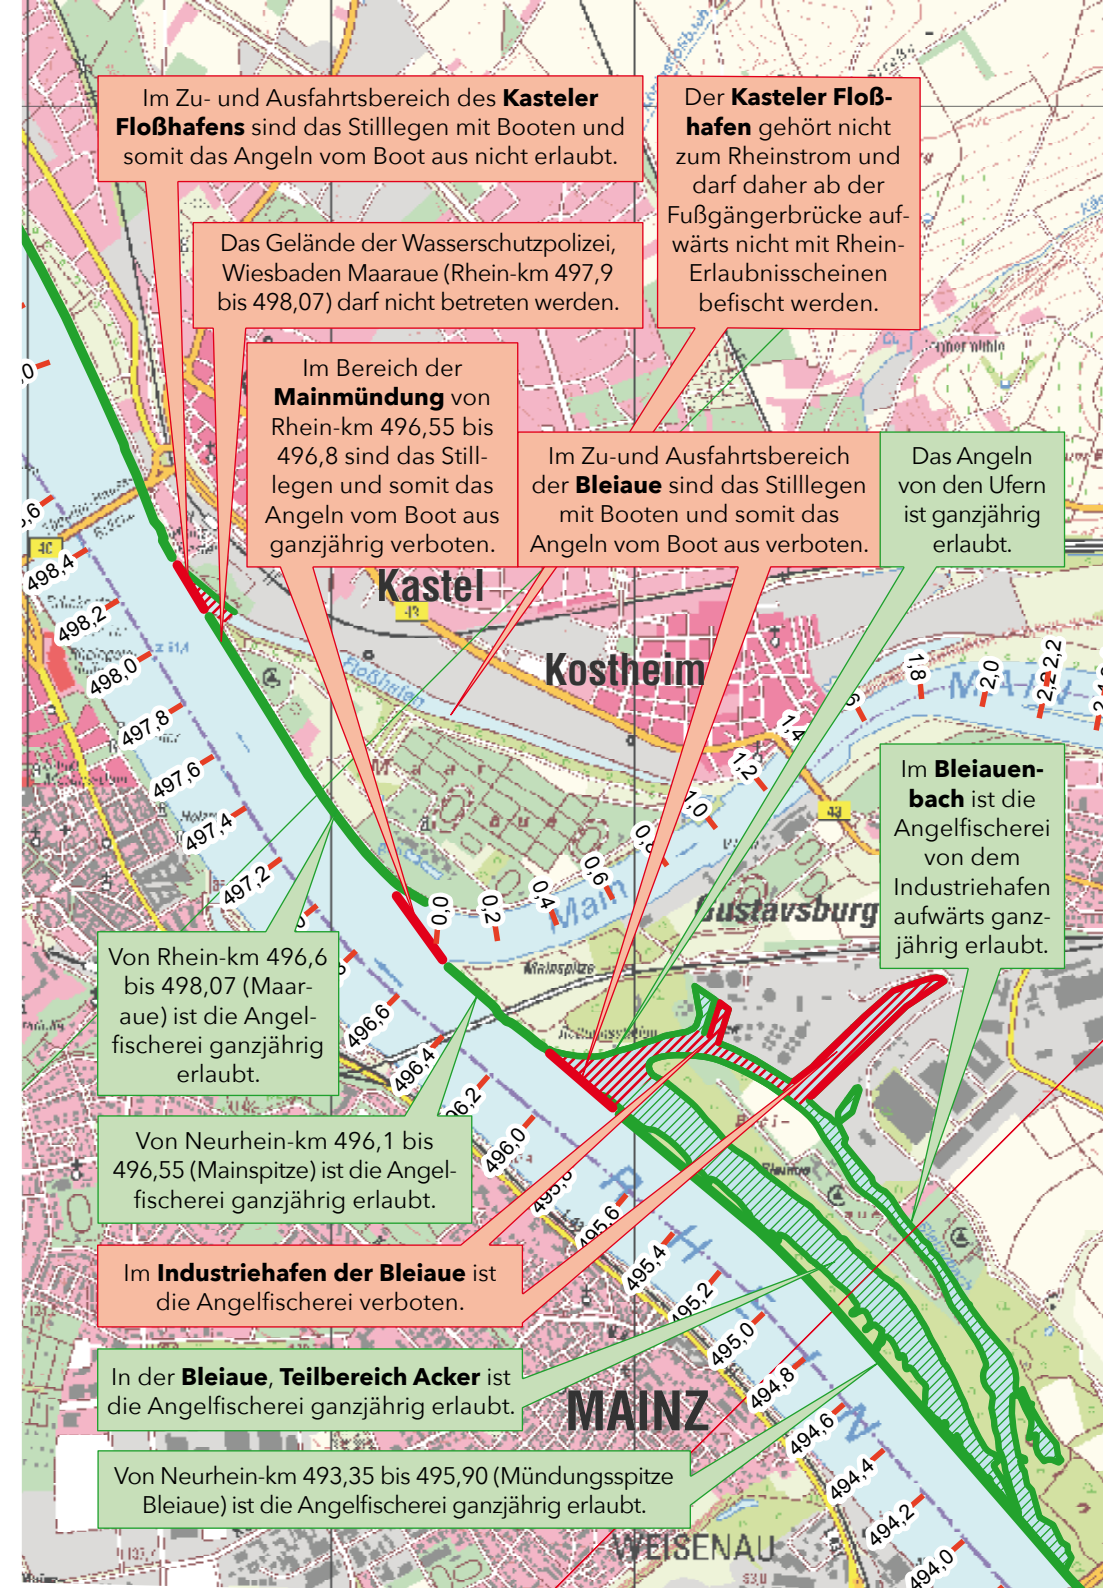 Im Zu- und Ausfahrtsbereich des Kasteler
Floßhafens sind das Stilllegen mit Booten und
somit das Angeln vom Boot aus nicht erlaubt.
Der Kasteler Floß-
hafen gehört nicht
zum Rheinstrom und
darf daher ab der
Fußgängerbrücke auf-
wärts nicht mit Rhein-
Erlaubnisscheinen
befischt werden.
Das Gelände der Wasserschutzpolizei,
Wiesbaden Maaraue (Rhein-km 497,9
bis 498,07) darf nicht betreten werden.
Im Bereich der
Mainmündung von
Rhein-km 496,55 bis
496,8 sind das Still-
legen und somit das
Angeln vom Boot aus
ganzjährig verboten.
Im Zu-und Ausfahrtsbereich
der Bleiaue sind das Stilllegen
mit Booten und somit das
Angeln vom Boot aus verboten.
Das Angeln
von den Ufern
ist ganzjährig
erlaubt.
40
43
Kastel
Kostheim
Floßhafen
Maaraue
43
MAIN
Main
Gustavsburg
Mainspitze
498,4
498,2
498,0
497,8
497,6
497,4
497,2
496,6
496,4
96,2
496,0
495,8
495,6
495,4
495,2
495,0
494,8
494,6
494,4
494,2
494,0
0,0
0,2
0,4
0,6
1,0
1,2
1,4
1,8
2,0
2,2
Im Bleiauen-
bach ist die
Angelfischerei
von dem
Industriehafen
aufwärts ganz-
jährig erlaubt.
Von Rhein-km 496,6
bis 498,07 (Maar-
aue) ist die Angel-
fischerei ganzjährig
erlaubt.
Von Neurhein-km 496,1 bis
496,55 (Mainspitze) ist die Angel-
fischerei ganzjährig erlaubt.
Im Industriehafen der Bleiaue ist
die Angelfischerei verboten.
In der Bleiaue, Teilbereich Acker ist
die Angelfischerei ganzjährig erlaubt.
RHEIN
MAINZ
Von Neurhein-km 493,35 bis 495,90 (Mündungsspitze
Bleiaue) ist die Angelfischerei ganzjährig erlaubt.
WEISENAU